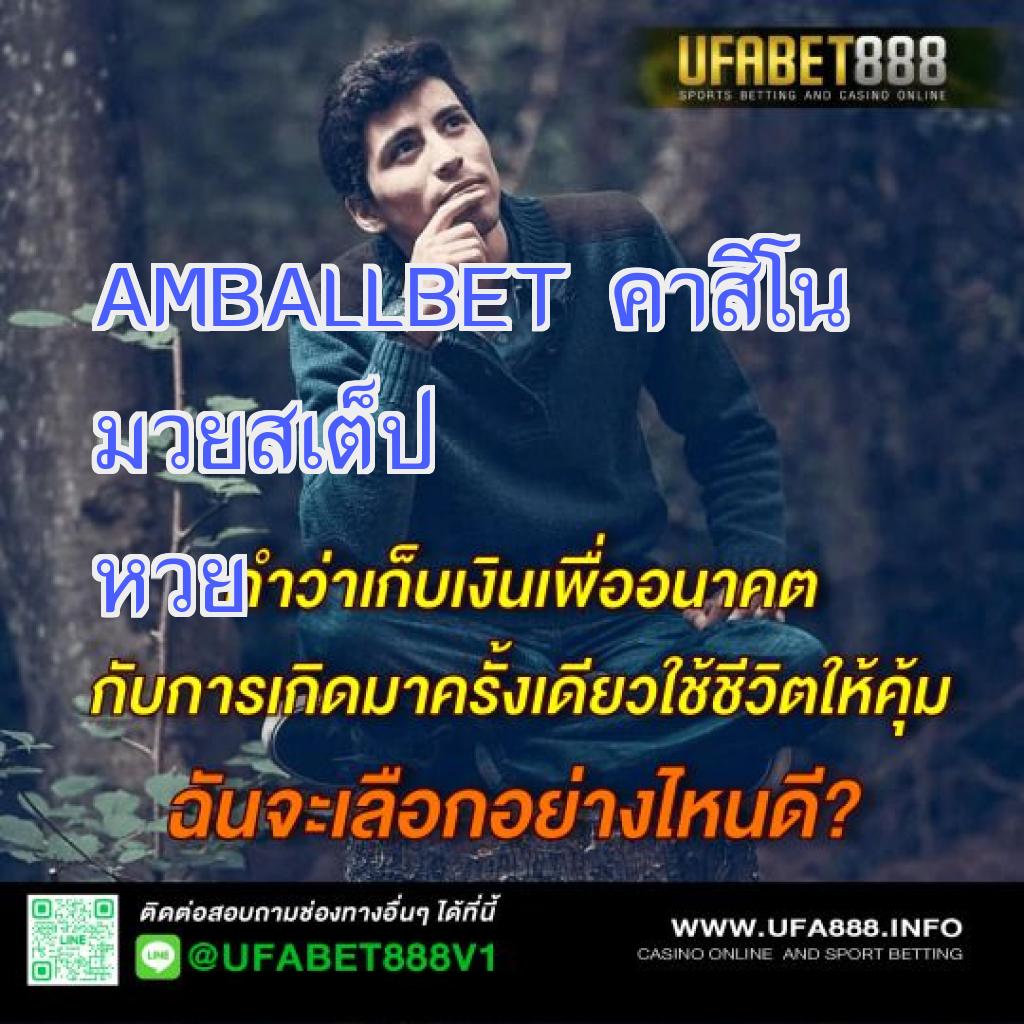 UFABET888
SPORTS BETTING AND CASINO ONLINE
AMBALLBET คาสิโน
มวยสเต็ป
หวย
คำว่าเก็บเงินเพื่ออนาคต
กับการเกิดมาครั้งเดียวใช้ชีวิตให้คุ้ม
ฉันจะเลือกอย่างไหนดี?
ติดต่อสอบถามช่องทางอื่นๆ ได้ที่นี้
LINE
LINE @UFABET888V1
WWW.UFA888.INFO
CASINO ONLINE AND SPORT BETTING